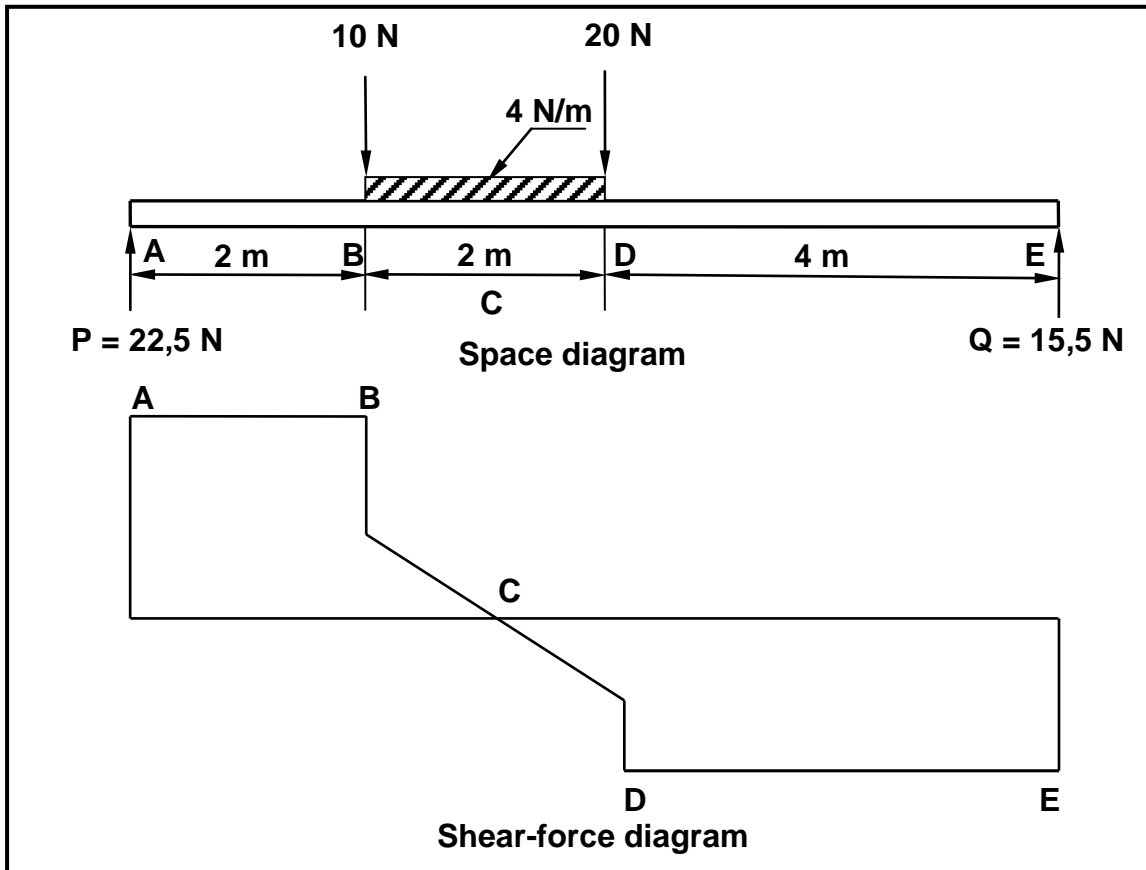 10 N 20 N
4 N/m
A 2 m B 2 m D 4 m E
C
P = 22,5 N Q = 15,5 N
Space diagram
A B
C
D E
Shear-force diagram